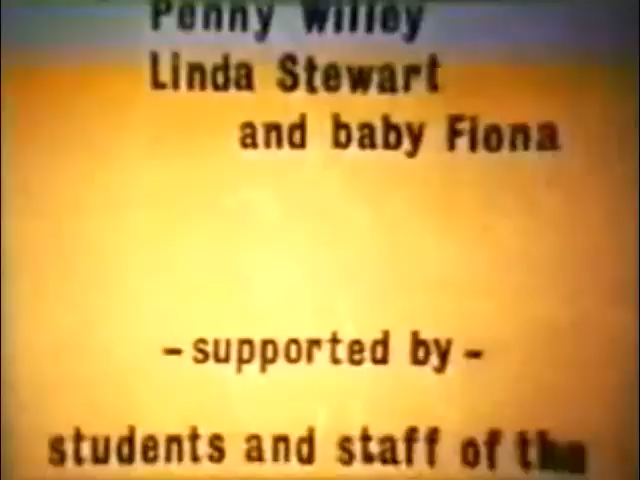 Penny Willey
Linda Stewart
and baby Fiona
-supported by-
students and staff of the